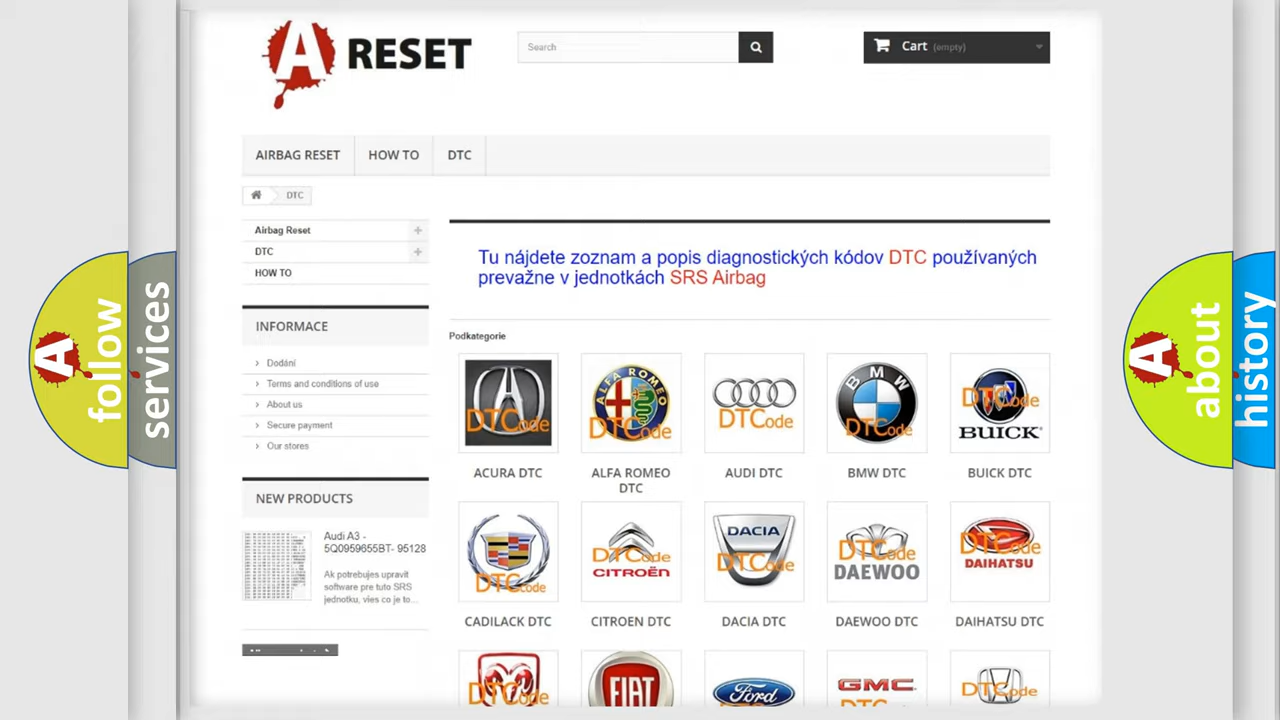 A RESET
Search
Cart (empty)
AIRBAG RESET
HOW TO
DTC
DTC
Airbag Reset
DTC
HOW TO
INFORMACE
Dodání
Terms and conditions of use
About us
Secure payment
Our stores
NEW PRODUCTS
Audi A3 -
5Q0959655BT- 95128
Ak potrebujes upravit
software pre tuto SRS
jednotku, vies co je to...
Tu nájdete zoznam a popis diagnostických kódov DTC používaných
prevažne v jednotkách SRS Airbag
Podkategorie
DTCode
ALFA ROMEO
DTCode
DTCode
BMW
DTCode
DTCode
BUICK
ACURA DTC
ALFA ROMEO
DTC
AUDI DTC
BMW DTC
BUICK DTC
DTCode
DTCode
CITROËN
DACIA
DTCode
DTCode
DAEWOO
DTCode
DAIHATSU
CADILACK DTC
CITROEN DTC
DACIA DTC
DAEWOO DTC
DAIHATSU DTC
DTCode
FIAT
Ford
GMC
DTCode
A follow
services
A about
history